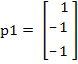 p1 = [ 1
-1
-1 ]